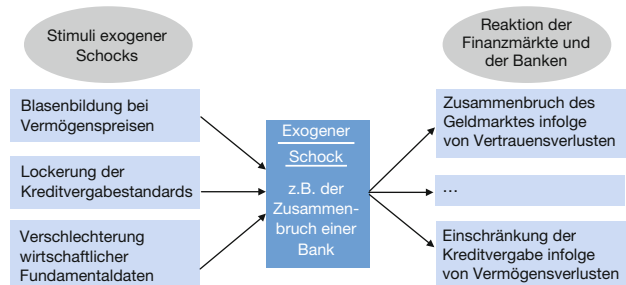 Stimuli exogener
Schocks
Blasenbildung bei
Vermögenspreisen
Lockerung der
Kreditvergabestandards
Verschlechterung
wirtschaftlicher
Fundamentaldaten
Exogener
Schock
z.B. der
Zusammen-
bruch einer
Bank
Reaktion der
Finanzmärkte und
der Banken
Zusammenbruch des
Geldmarktes infolge
von Vertrauensverlusten
...
Einschränkung der
Kreditvergabe infolge
von Vermögensverlusten